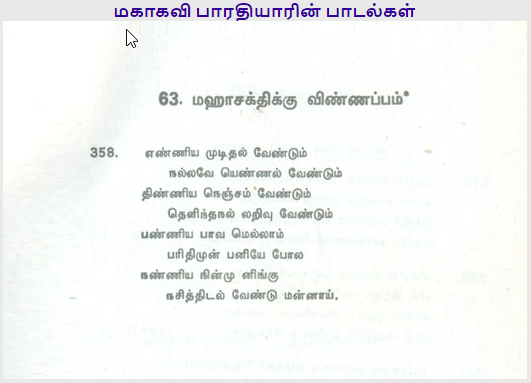 மகாகவி பாரதியாரின் பாடல்கள்
63. மஹாசக்திக்கு விண்ணப்பம்*
358. எண்ணிய முடிதல் வேண்டும்
நல்லவே யெண்ணல் வேண்டும்
திண்ணிய நெஞ்சம் வேண்டும்
தெளிந்தநல் லறிவு வேண்டும்
பண்ணிய பாவ மெல்லாம்
பரிதிமுன் பனியே போல
நண்ணிய நின்மு னிங்கு
நசித்திடல் வேண்டு மன்னாய்.